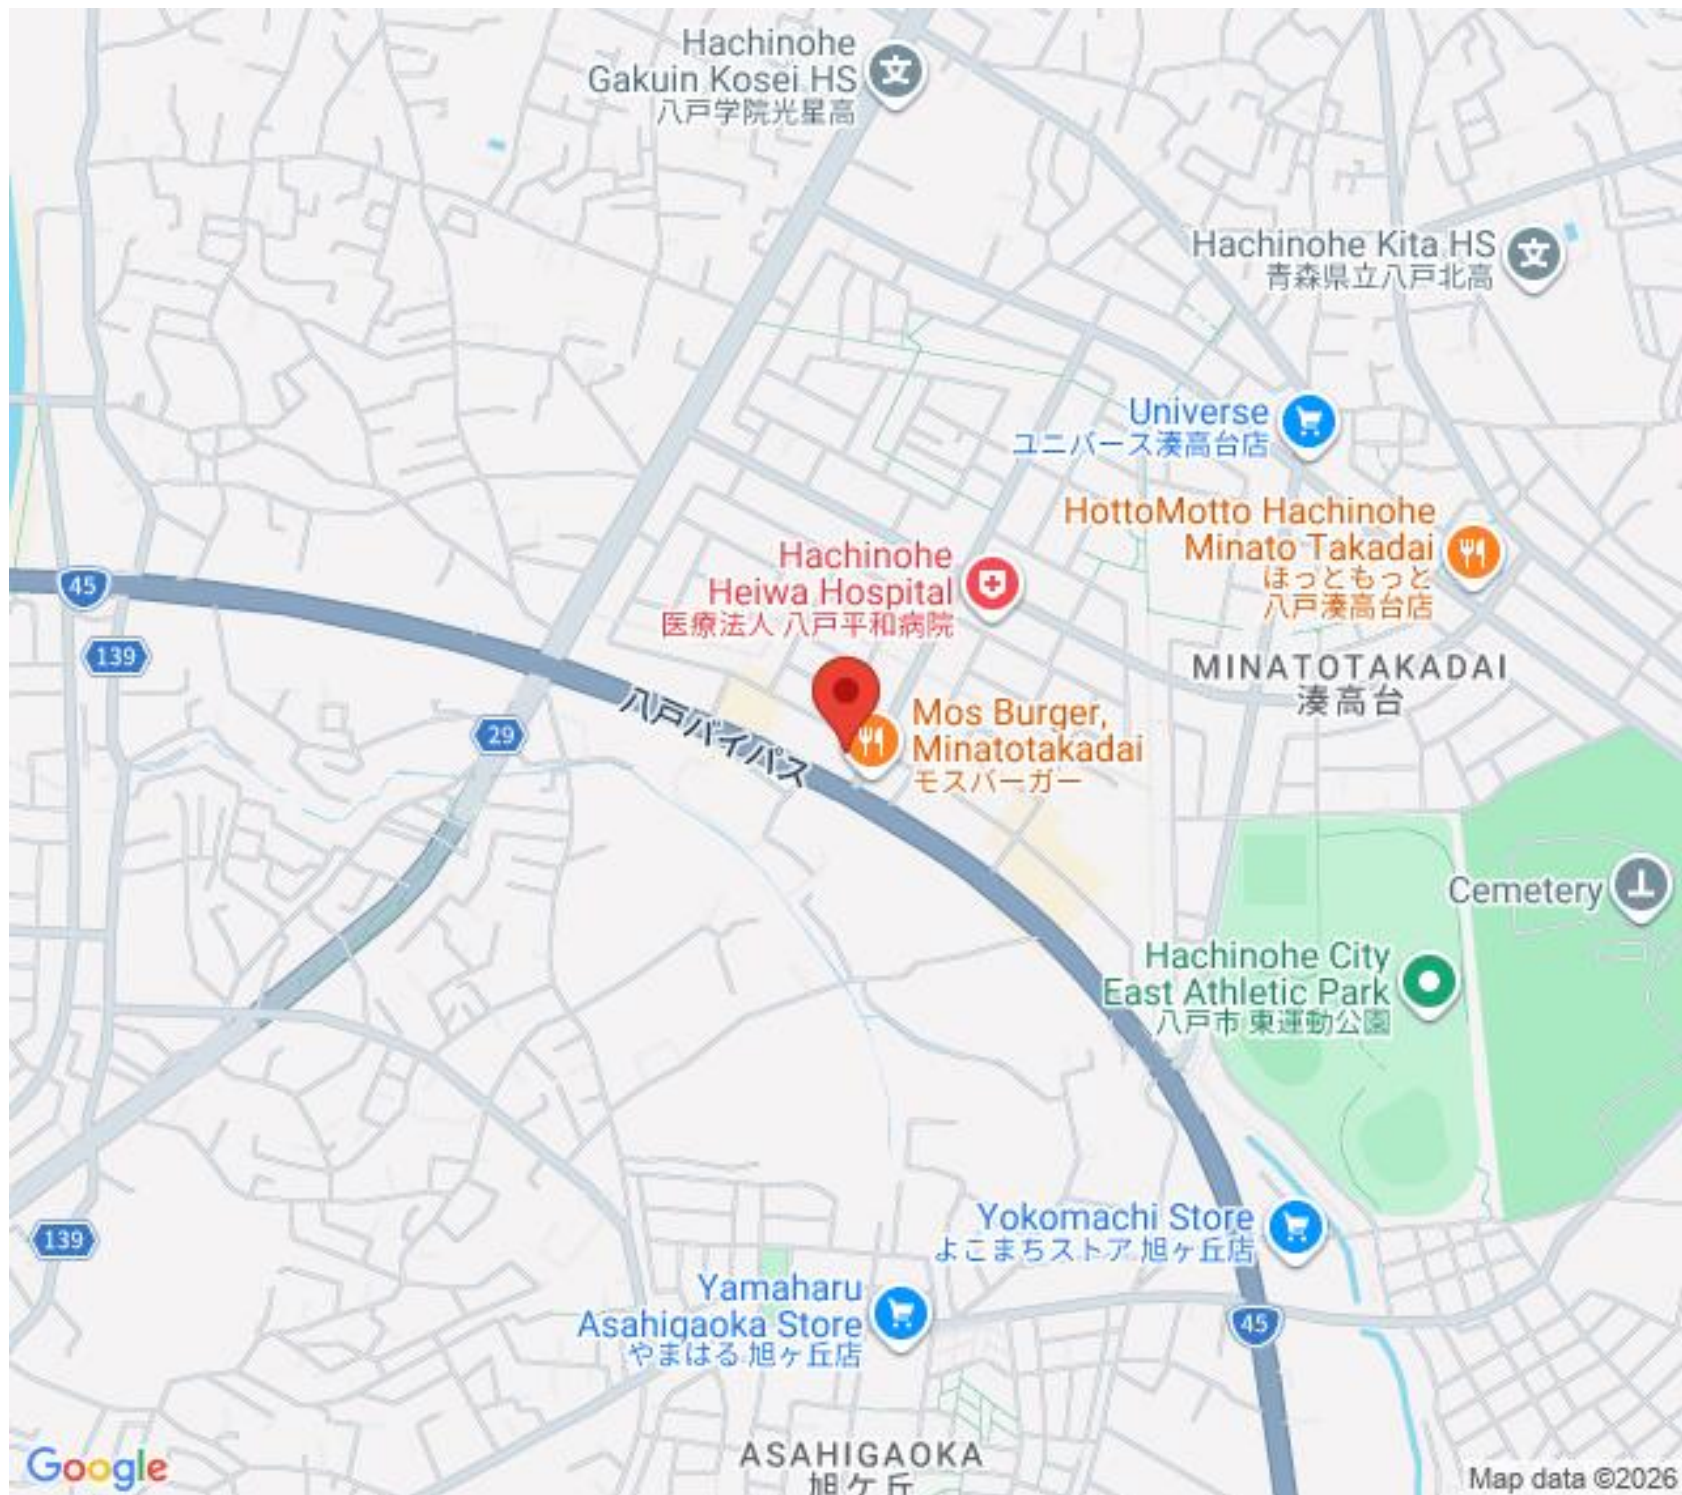 Hachinohe
Gakuin Kosei HS
八戸学院光星高
Hachinohe Kita HS
青森県立八戸北高
Universe
ユニバース湊高台店
HottoMotto Hachinohe
Minato Takadai
ほっともっと
八戸湊高台店
Hachinohe
Heiwa Hospital
医療法人 八戸平和病院
45
139
MINATOTAKADAI
湊高台
八戸バイパス
29
Mos Burger,
Minatotakadai
モスバーガー
Cemetery
Hachinohe City
East Athletic Park
八戸市 東運動公園
139
Yokomachi Store
よこまちストア 旭ヶ丘店
Yamaharu
Asahigaoka Store
やまはる 旭ヶ丘店
45
ASAHIGAOKA
旭ケ丘
Google
Map data ©2026